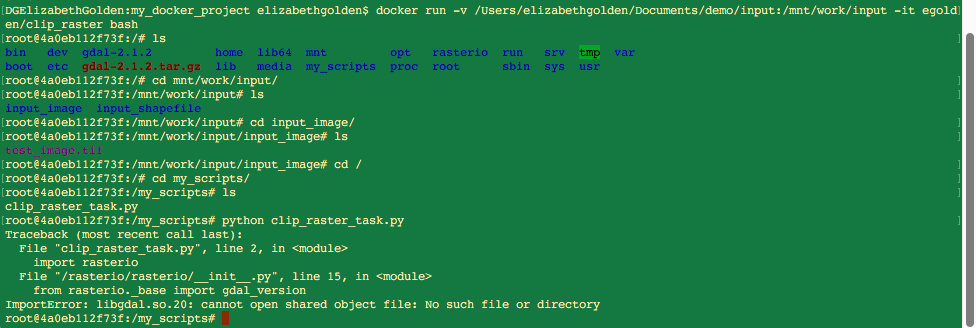 [DGElizabethGolden:my_docker_project elizabethgolden$ docker run -v /Users/elizabethgolden/Documents/demo/input:/mnt/work/input -it egold]
en/clip_raster bash
[root@4a0eb112f73f:/# ls ]
bin dev gdal-2.1.2 home lib64 mnt opt rasterio run srv tmp var
boot etc gdal-2.1.2.tar.gz lib media my_scripts proc root sbin sys usr
[root@4a0eb112f73f:/# cd mnt/work/input/ ]
[root@4a0eb112f73f:/mnt/work/input# ls ]
input_image input_shapefile
[root@4a0eb112f73f:/mnt/work/input# cd input_image/ ]
[root@4a0eb112f73f:/mnt/work/input/input_image# ls ]
test_image.tif
[root@4a0eb112f73f:/mnt/work/input/input_image# cd / ]
[root@4a0eb112f73f:/# cd my_scripts/ ]
[root@4a0eb112f73f:/my_scripts# ls ]
clip_raster_task.py
[root@4a0eb112f73f:/my_scripts# python clip_raster_task.py ]
Traceback (most recent call last):
File "clip_raster_task.py", line 2, in <module>
import rasterio
File "/rasterio/rasterio/__init__.py", line 15, in <module>
from rasterio._base import gdal_version
ImportError: libgdal.so.20: cannot open shared object file: No such file or directory
root@4a0eb112f73f:/my_scripts#